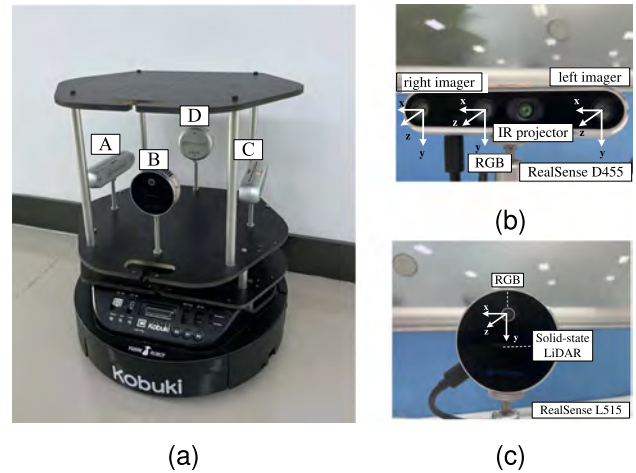 A
B
D
C
Kobuki
Kobuki
(a)
right imager
left imager
x
z
y
x
z
y
x
z
y
IR projector
RGB
RealSense D455
(b)
RGB
x
z
y
Solid-state
LiDAR
RealSense L515
(c)